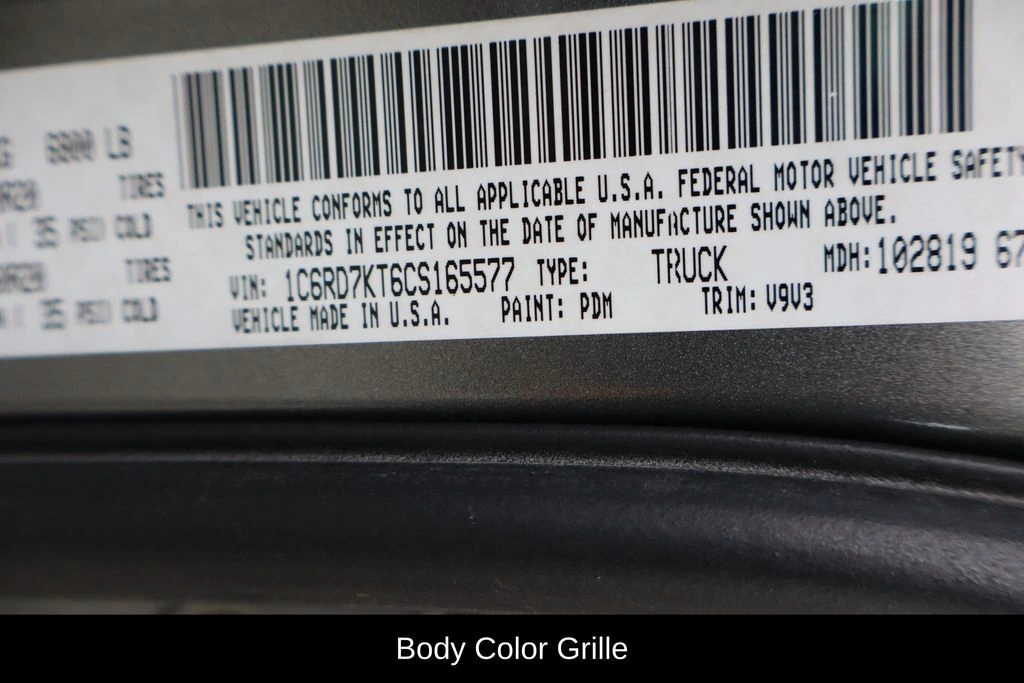 6800 LB
TIRES
35 PSI COLD
TIRES
35 PSI COLD
THIS VEHICLE CONFORMS TO ALL APPLICABLE U.S.A. FEDERAL MOTOR VEHICLE SAFETY
STANDARDS IN EFFECT ON THE DATE OF MANUFACTURE SHOWN ABOVE.
VIN: 1C6RD7KT6CS165577 TYPE: TRUCK MDH:102819 67
VEHICLE MADE IN U.S.A. PAINT: PDM TRIM: V9V3
Body Color Grille